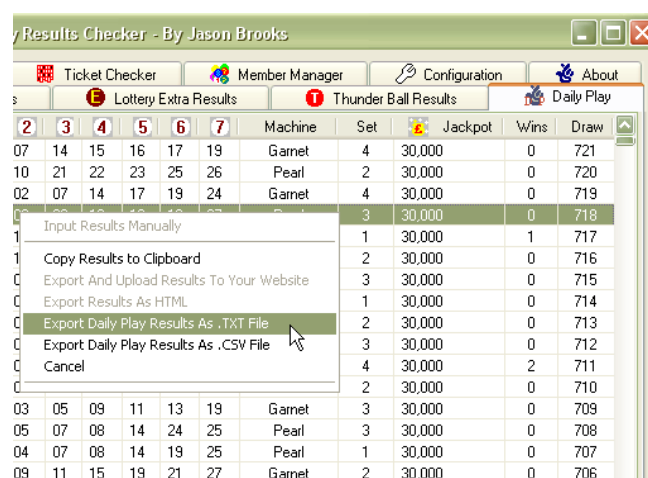 y Results Checker - By Jason Brooks
Ticket Checker Member Manager Configuration About
s E Lottery Extra Results T Thunder Ball Results Daily Play
2 3 4 5 6 7 Machine Set £ Jackpot Wins Draw
07 14 15 16 17 19 Garnet 4 30,000 0 721
10 21 22 23 25 26 Pearl 2 30,000 0 720
02 07 14 17 19 24 Garnet 4 30,000 0 719
3 30,000 0 718
Input Results Manually
1 30,000 1 717
Copy Results to Clipboard 2 30,000 0 716
Export And Upload Results To Your Website 3 30,000 0 715
Export Results As HTML 1 30,000 0 714
Export Daily Play Results As .TXT File 2 30,000 0 713
Export Daily Play Results As .CSV File 3 30,000 0 712
Cancel 4 30,000 2 711
2 30,000 0 710
03 05 09 11 13 19 Garnet 3 30,000 0 709
05 07 08 14 24 25 Pearl 3 30,000 0 708
04 07 08 14 19 25 Pearl 1 30,000 0 707
09 11 15 19 21 27 Garnet 2 30,000 0 706